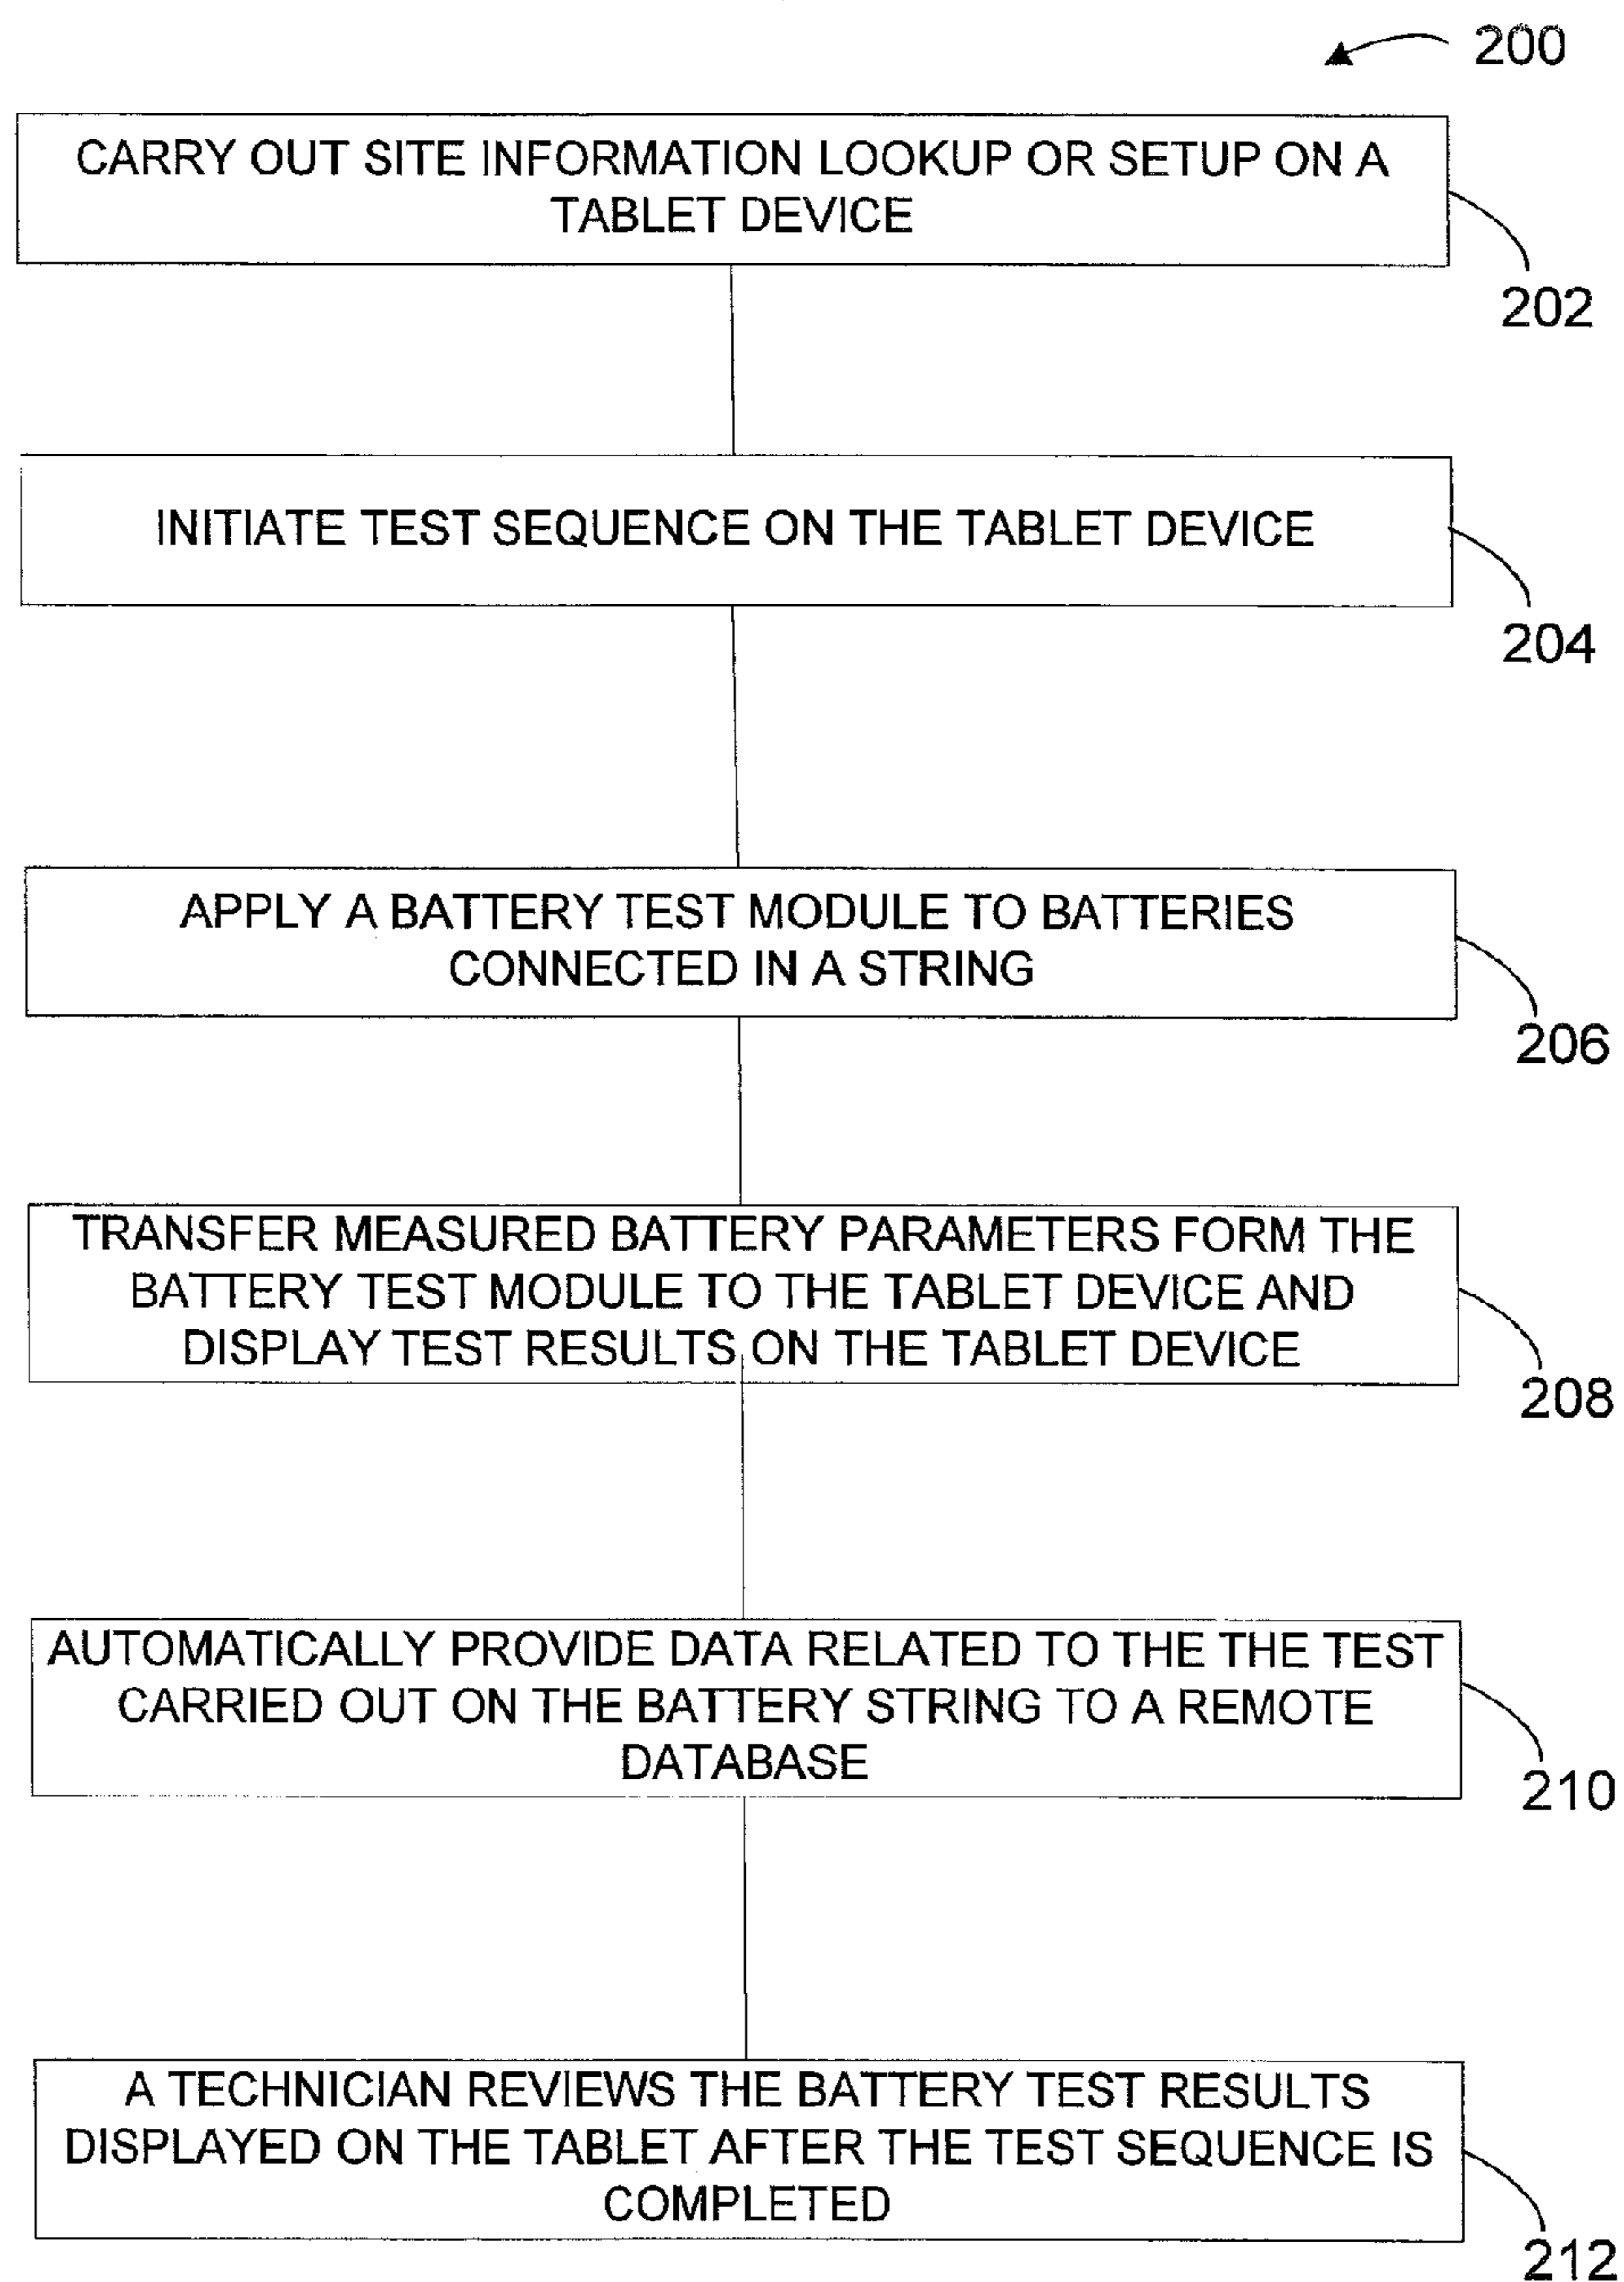 200
CARRY OUT SITE INFORMATION LOOKUP OR SETUP ON A
TABLET DEVICE
202
INITIATE TEST SEQUENCE ON THE TABLET DEVICE
204
APPLY A BATTERY TEST MODULE TO BATTERIES
CONNECTED IN A STRING
206
TRANSFER MEASURED BATTERY PARAMETERS FORM THE
BATTERY TEST MODULE TO THE TABLET DEVICE AND
DISPLAY TEST RESULTS ON THE TABLET DEVICE
208
AUTOMATICALLY PROVIDE DATA RELATED TO THE THE TEST
CARRIED OUT ON THE BATTERY STRING TO A REMOTE
DATABASE
210
A TECHNICIAN REVIEWS THE BATTERY TEST RESULTS
DISPLAYED ON THE TABLET AFTER THE TEST SEQUENCE IS
COMPLETED
212